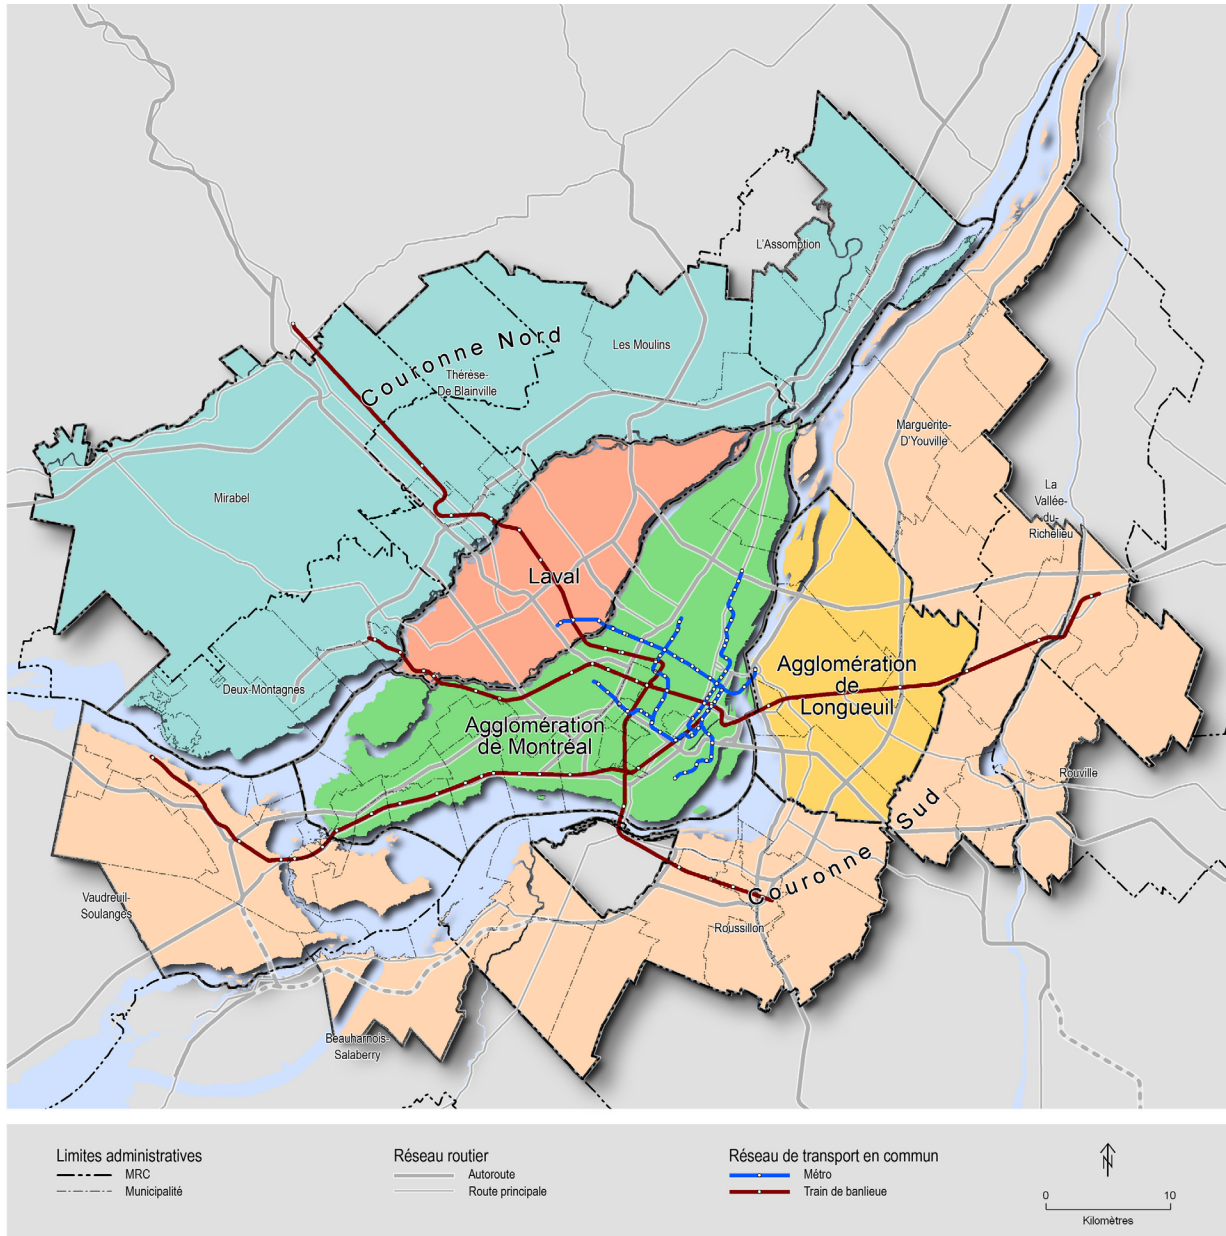 L'Assomption
Couronne Nord
Les Moulins
Thérèse-
De Blainville
Marguerite-
D'Youville
Mirabel
La
Vallée-
du-
Richelieu
Laval
Agglomération
de
Longueuil
Deux-Montagnes
Agglomération
de Montréal
Rouville
Couronne Sud
Vaudreuil-
Soulanges
Roussillon
Beauharnois-
Salaberry
Limites administratives
MRC
Municipalité
Réseau routier
Autoroute
Route principale
Réseau de transport en commun
Métro
Train de banlieue
N
0 10
Kilomètres